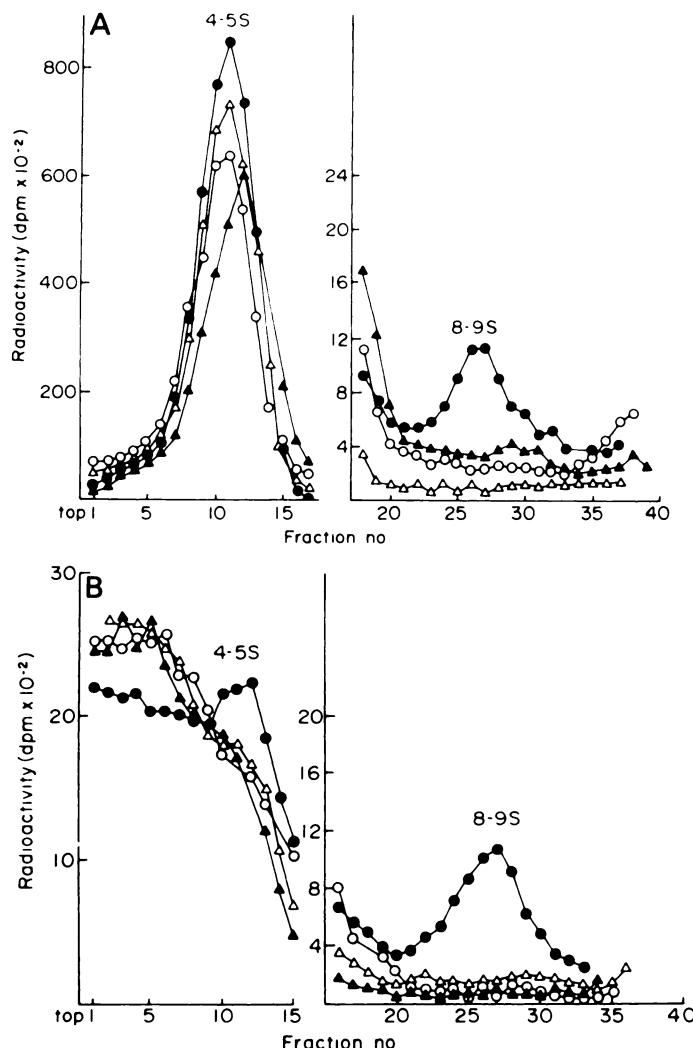 A
4-5S
800
600
400
200
Radioactivity (dpm x 10⁻²)
top 1 5 10 15
24
20
16
12
8
4
8-9S
20 25 30 35 40
Fraction no
B
30
20
10
Radioactivity (dpm x 10⁻²)
4-5S
top 1 5 10 15
20
16
12
8
4
8-9S
20 25 30 35 40
Fraction no